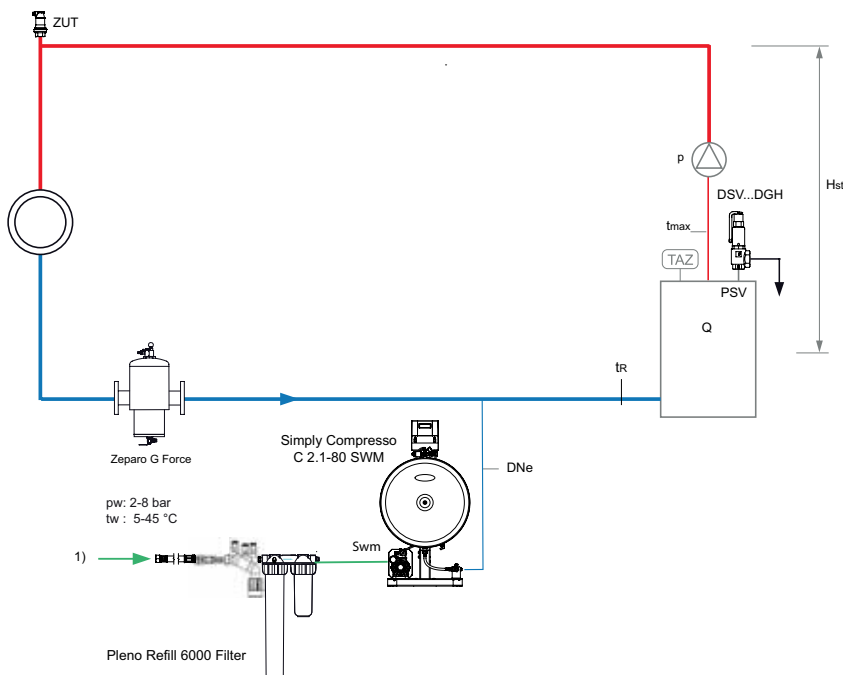 ZUT
p
Hst
DSV...DGH
tmax
TAZ
PSV
Q
tR
Zeparo G Force
Simply Compresso
C 2.1-80 SWM
DNe
pw: 2-8 bar
tw : 5-45 °C
1)
Swm
Pleno Refill 6000 Filter